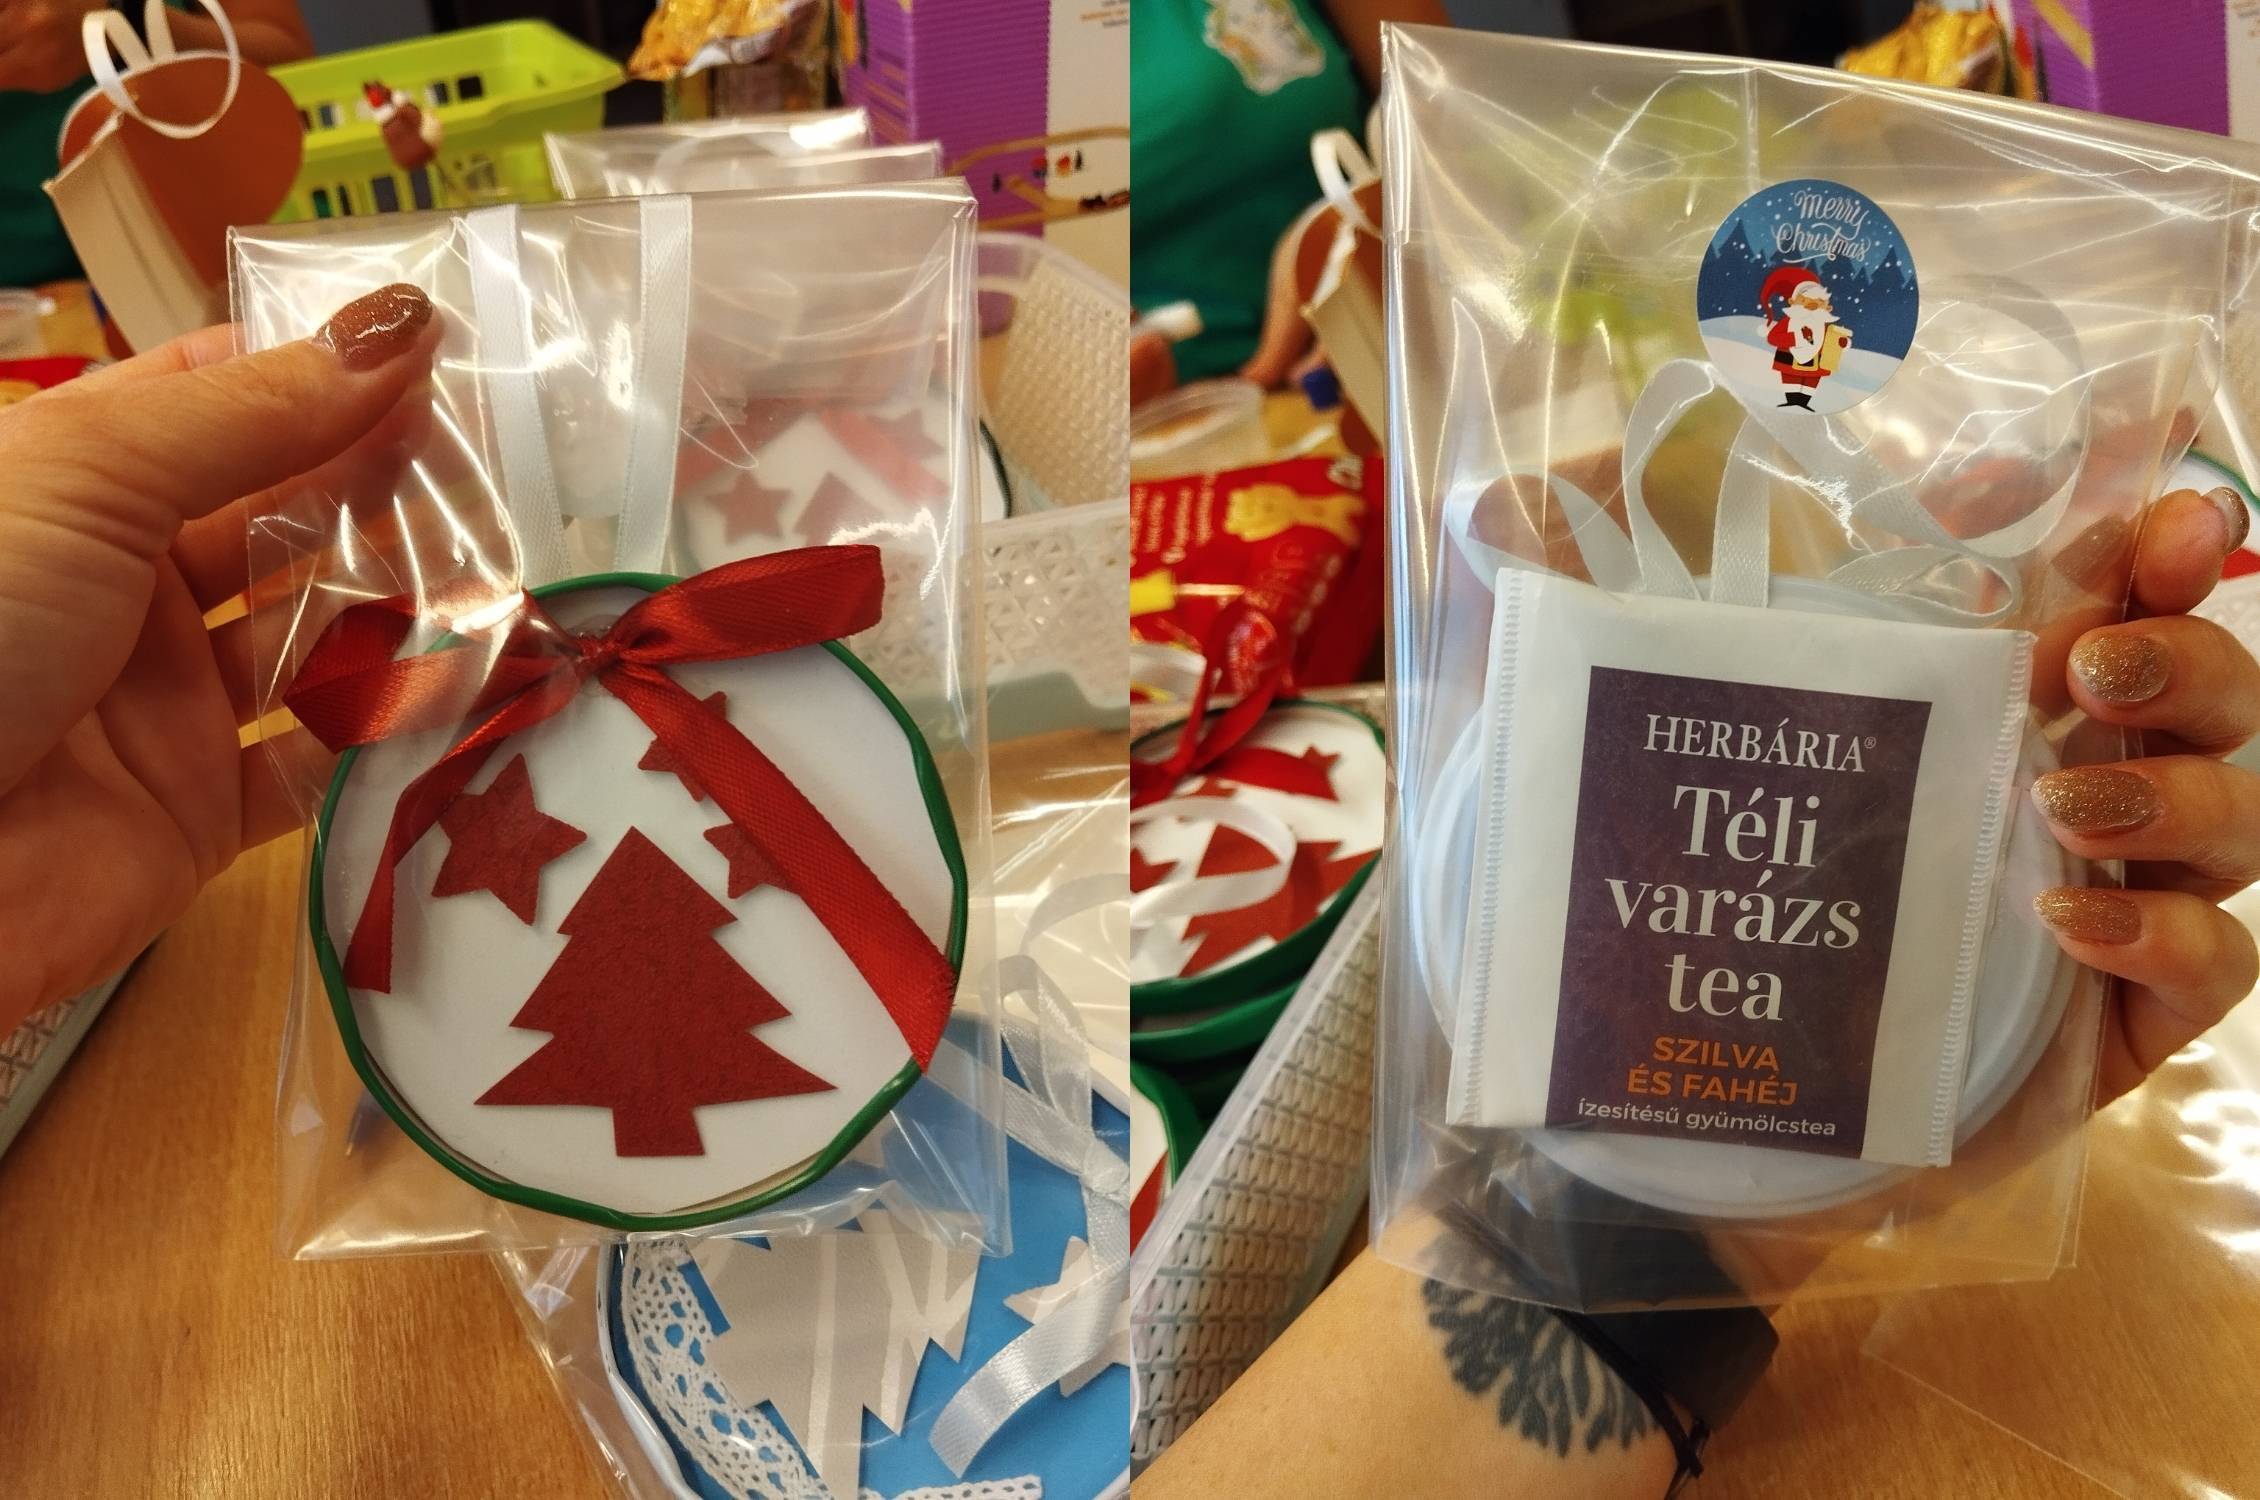 Merry
Christmas
HERBÁRIA®
Téli
varázs
tea
SZILVA
ÉS FAHÉJ
ízesítésű gyümölcstea